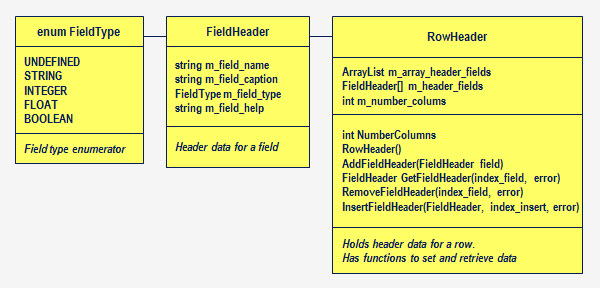 enum FieldType
UNDEFINED
STRING
INTEGER
FLOAT
BOOLEAN
Field type enumerator
FieldHeader
string m_field_name
string m_field_caption
FieldType m_field_type
string m_field_help
Header data for a field
RowHeader
ArrayList m_array_header_fields
FieldHeader[] m_header_fields
int m_number_colums
int NumberColumns
RowHeader()
AddFieldHeader(FieldHeader field)
FieldHeader GetFieldHeader(index_field, error)
RemoveFieldHeader(index_field, error)
InsertFieldHeader(FieldHeader, index_insert, error)
Holds header data for a row.
Has functions to set and retrieve data